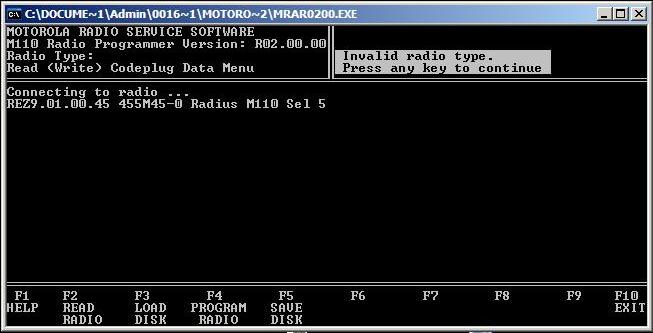 C:\DOCUME~1\Admin\0016~1\MOTORO~2\MRAR0200.EXE
MOTOROLA RADIO SERVICE SOFTWARE
M110 Radio Programmer Version: R02.00.00
Radio Type:
Read (Write) Codeplug Data Menu
Invalid radio type.
Press any key to continue
Connecting to radio ...
REZ9.01.00.45 455M45-0 Radius M110 Sel 5
F1 F2 F3 F4 F5 F6 F7 F8 F9 F10
HELP READ LOAD PROGRAM SAVE EXIT
RADIO DISK RADIO DISK